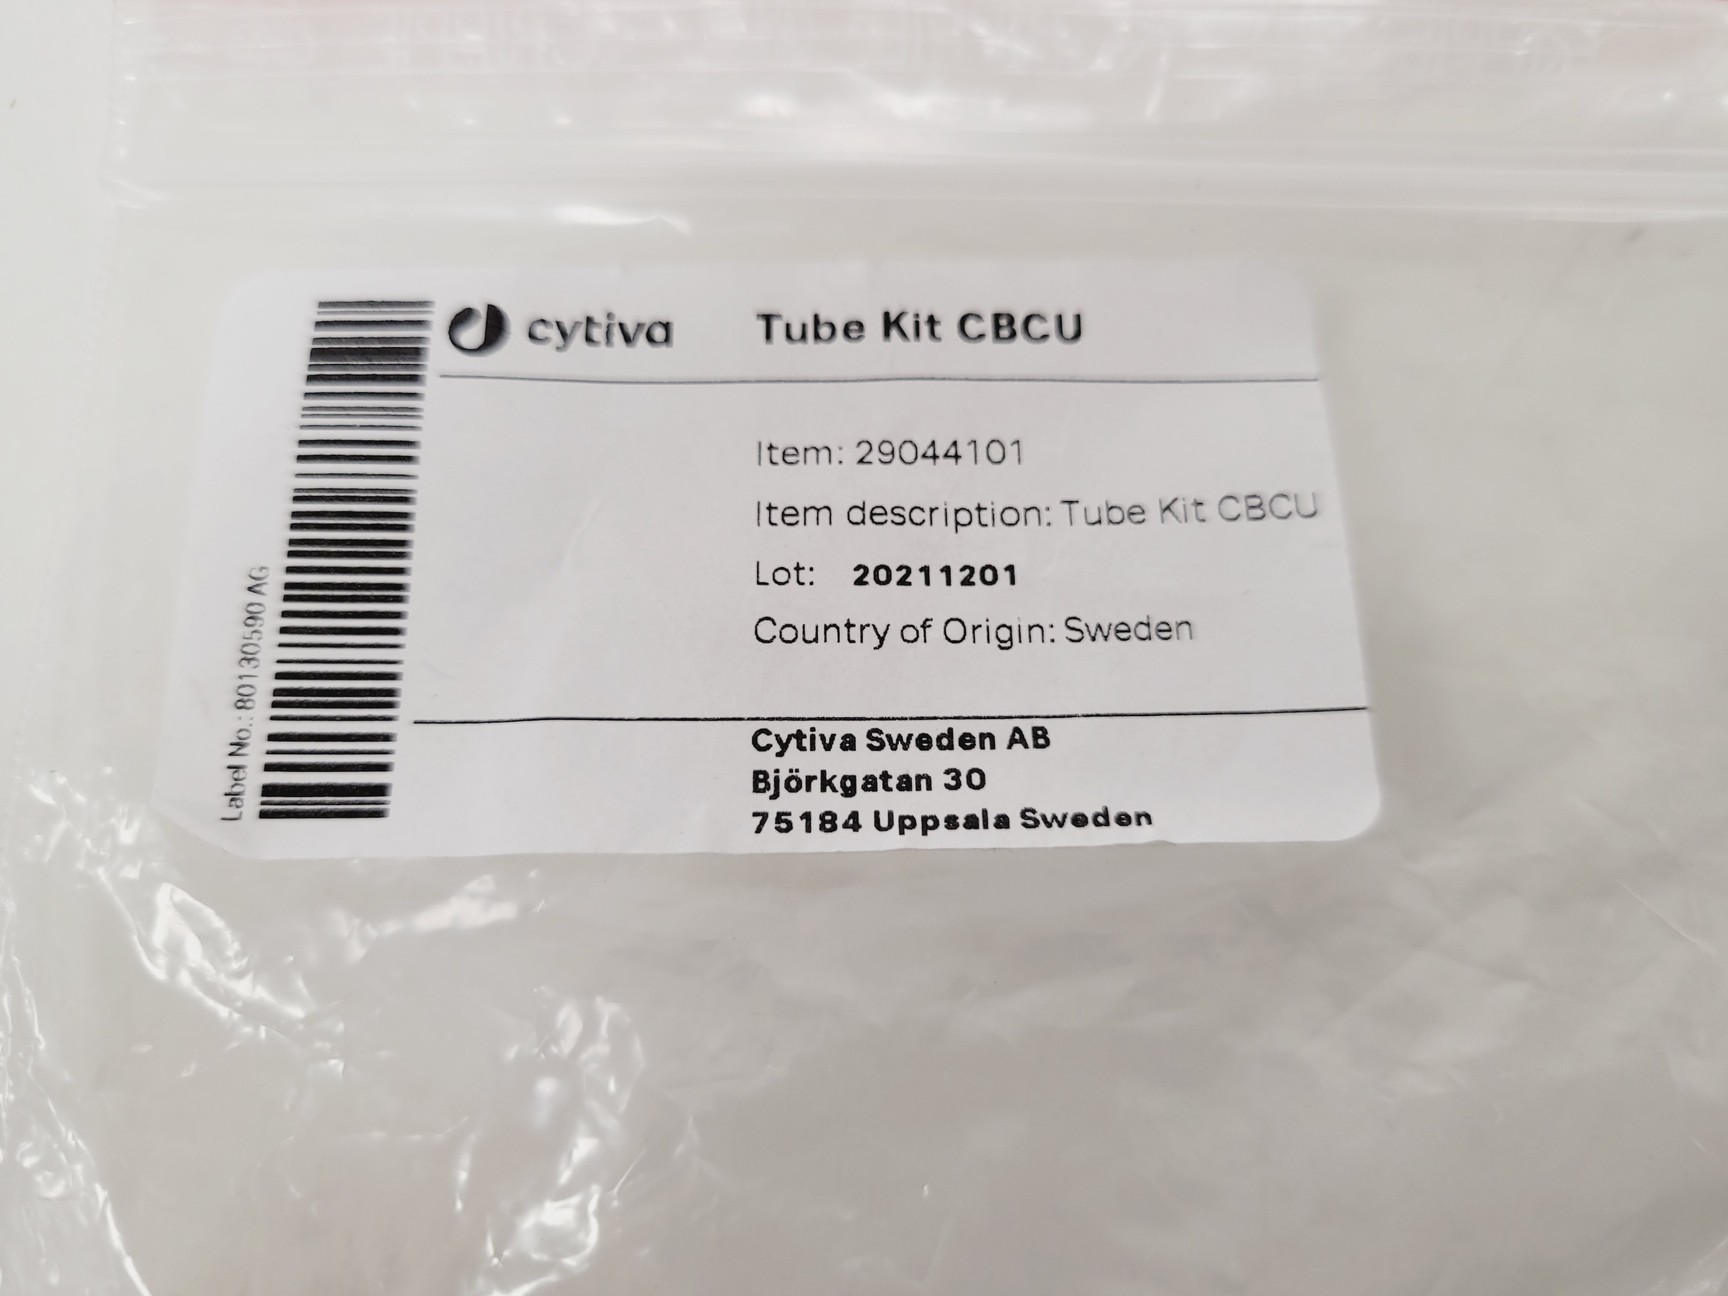 cytiva
Tube Kit CBCU
Item: 29044101
Item description: Tube Kit CBCU
Lot: 20211201
Country of Origin: Sweden
Cytiva Sweden AB
Björkgatan 30
75184 Uppsala Sweden
Label No.: 80130590 AG